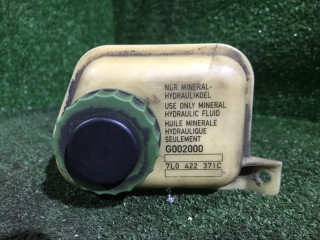 NUR MINERAL-
HYDRAULIKOEL
USE ONLY MINERAL
HYDRAULIC FLUID
HUILE MINERALE
HYDRAULIQUE
SEULEMENT
G002000
7L0 422 371C